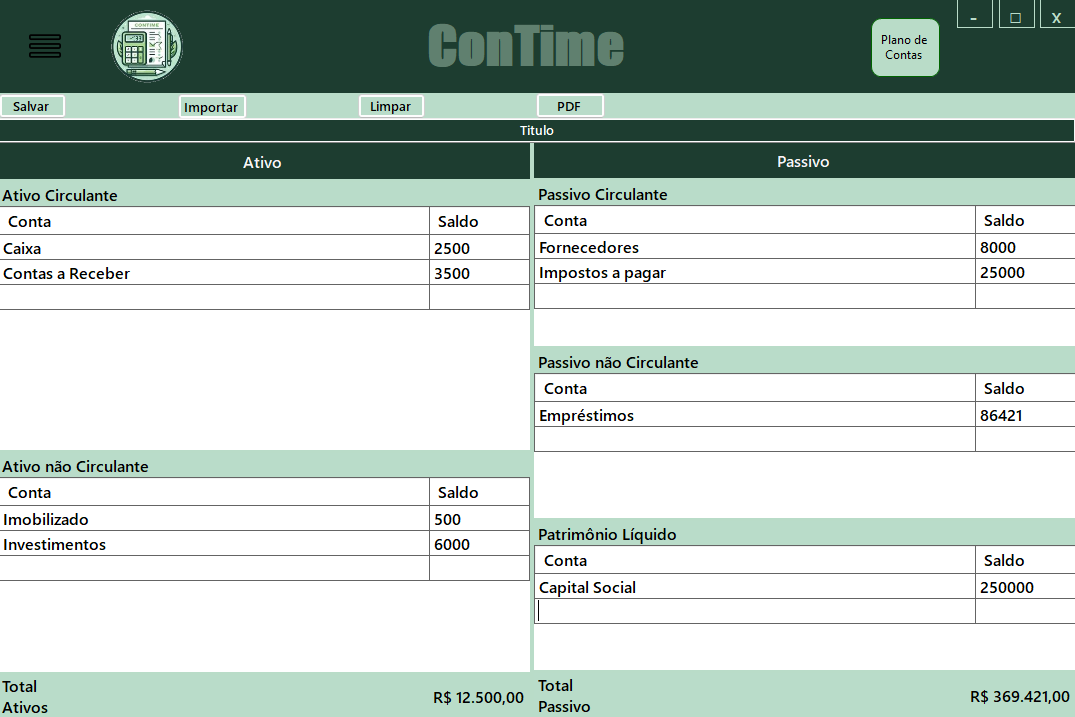 CONTIME
ConTime
Plano de
Contas
– □ X
Salvar
Importar
Limpar
PDF
Titulo
Ativo
Ativo Circulante
Conta Saldo
Caixa 2500
Contas a Receber 3500
Ativo não Circulante
Conta Saldo
Imobilizado 500
Investimentos 6000
Total
Ativos
R$ 12.500,00
Passivo
Passivo Circulante
Conta Saldo
Fornecedores 8000
Impostos a pagar 25000
Passivo não Circulante
Conta Saldo
Empréstimos 86421
Patrimônio Líquido
Conta Saldo
Capital Social 250000
Total
Passivo
R$ 369.421,00